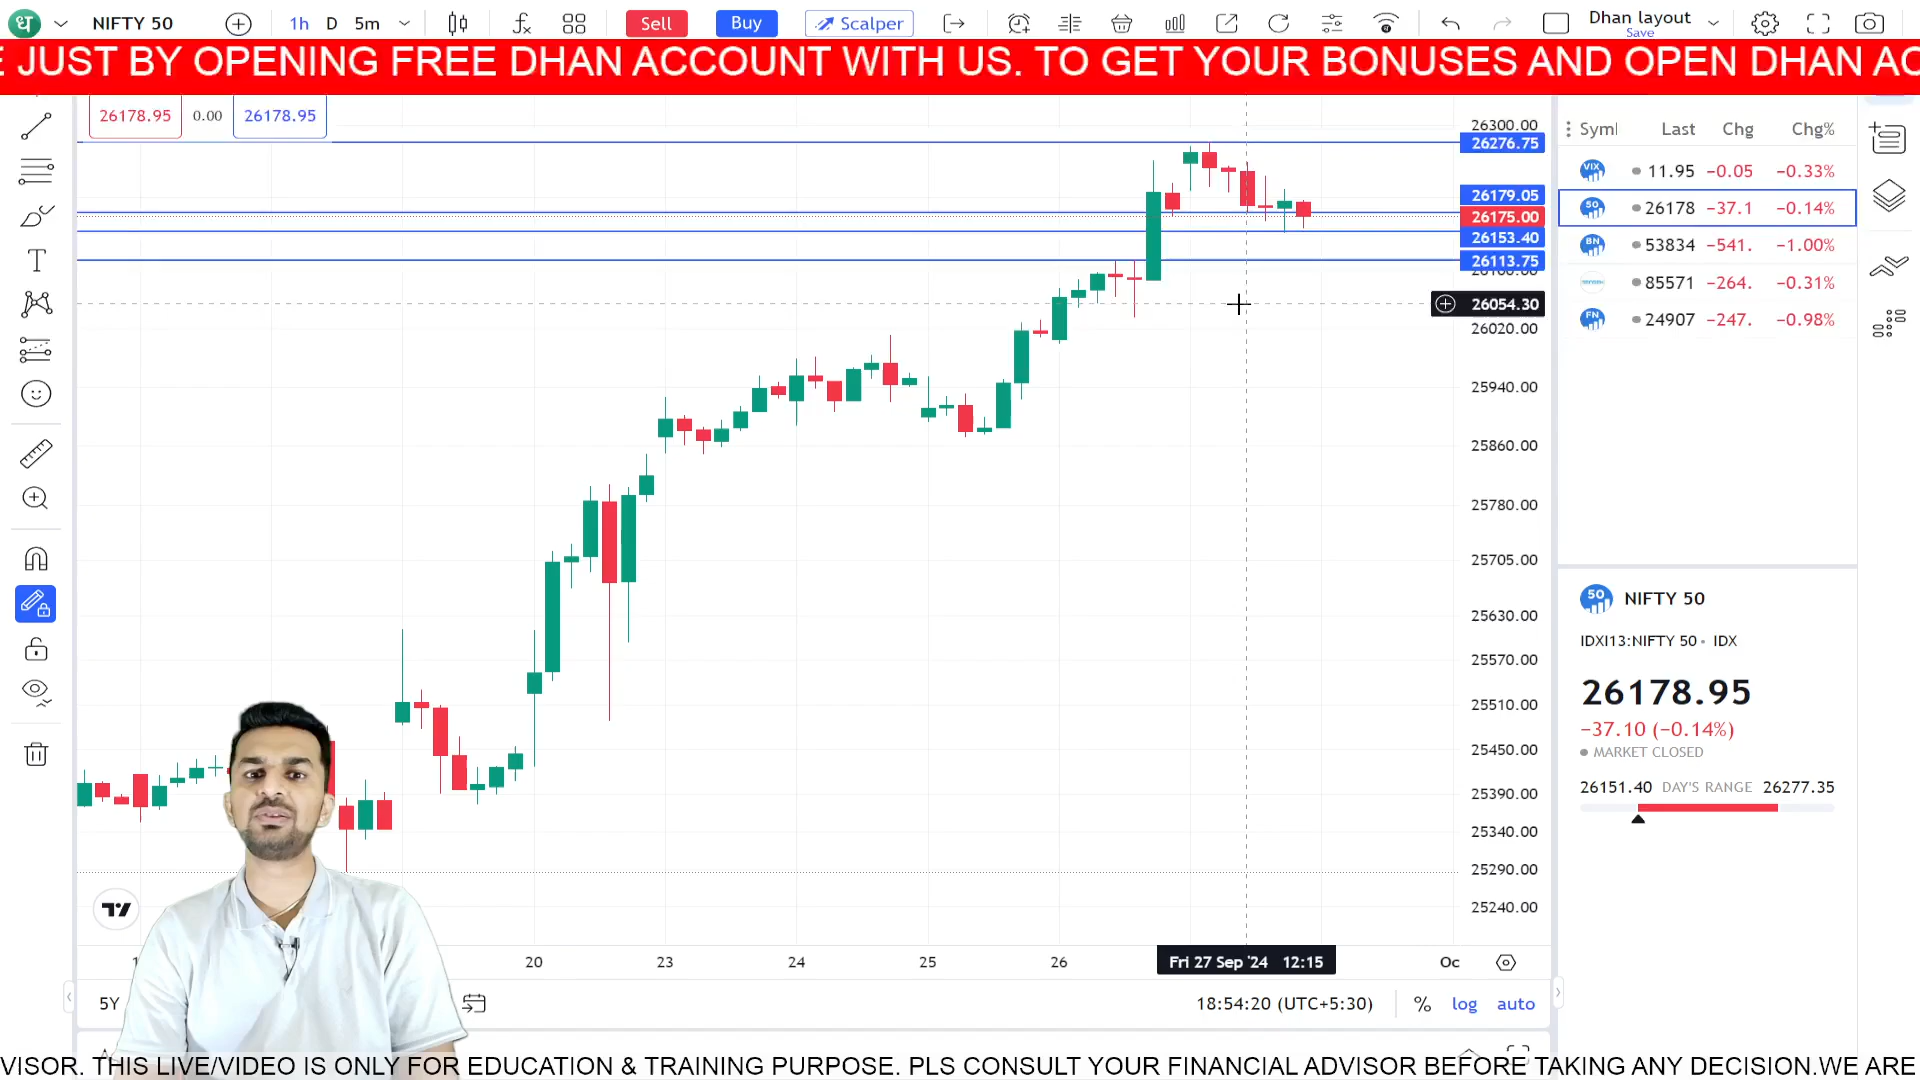 NIFTY 50 1h D 5m Sell Buy Scalper Dhan layout
Save
E JUST BY OPENING FREE DHAN ACCOUNT WITH US. TO GET YOUR BONUSES AND OPEN DHAN AC
26178.95 0.00 26178.95
26300.00
26276.75
26179.05
26175.00
26153.40
26113.75
26054.30
26020.00
25940.00
25860.00
25780.00
25705.00
25630.00
25570.00
25510.00
25450.00
25390.00
25340.00
25290.00
25240.00
Last Chg Chg%
VIX 11.95 −0.05 −0.33%
50 26178 −37.1 −0.14%
BN 53834 −541. −1.00%
85571 −264. −0.31%
FN 24907 −247. −0.98%
50 NIFTY 50
IDXI13:NIFTY 50 • IDX
26178.95
−37.10 (−0.14%)
MARKET CLOSED
26151.40 DAY'S RANGE 26277.35
20 23 24 25 26 Fri 27 Sep '24 12:15 Oc
5Y 18:54:20 (UTC+5:30) % log auto
VISOR. THIS LIVE/VIDEO IS ONLY FOR EDUCATION & TRAINING PURPOSE. PLS CONSULT YOUR FINANCIAL ADVISOR BEFORE TAKING ANY DECISION.WE ARE